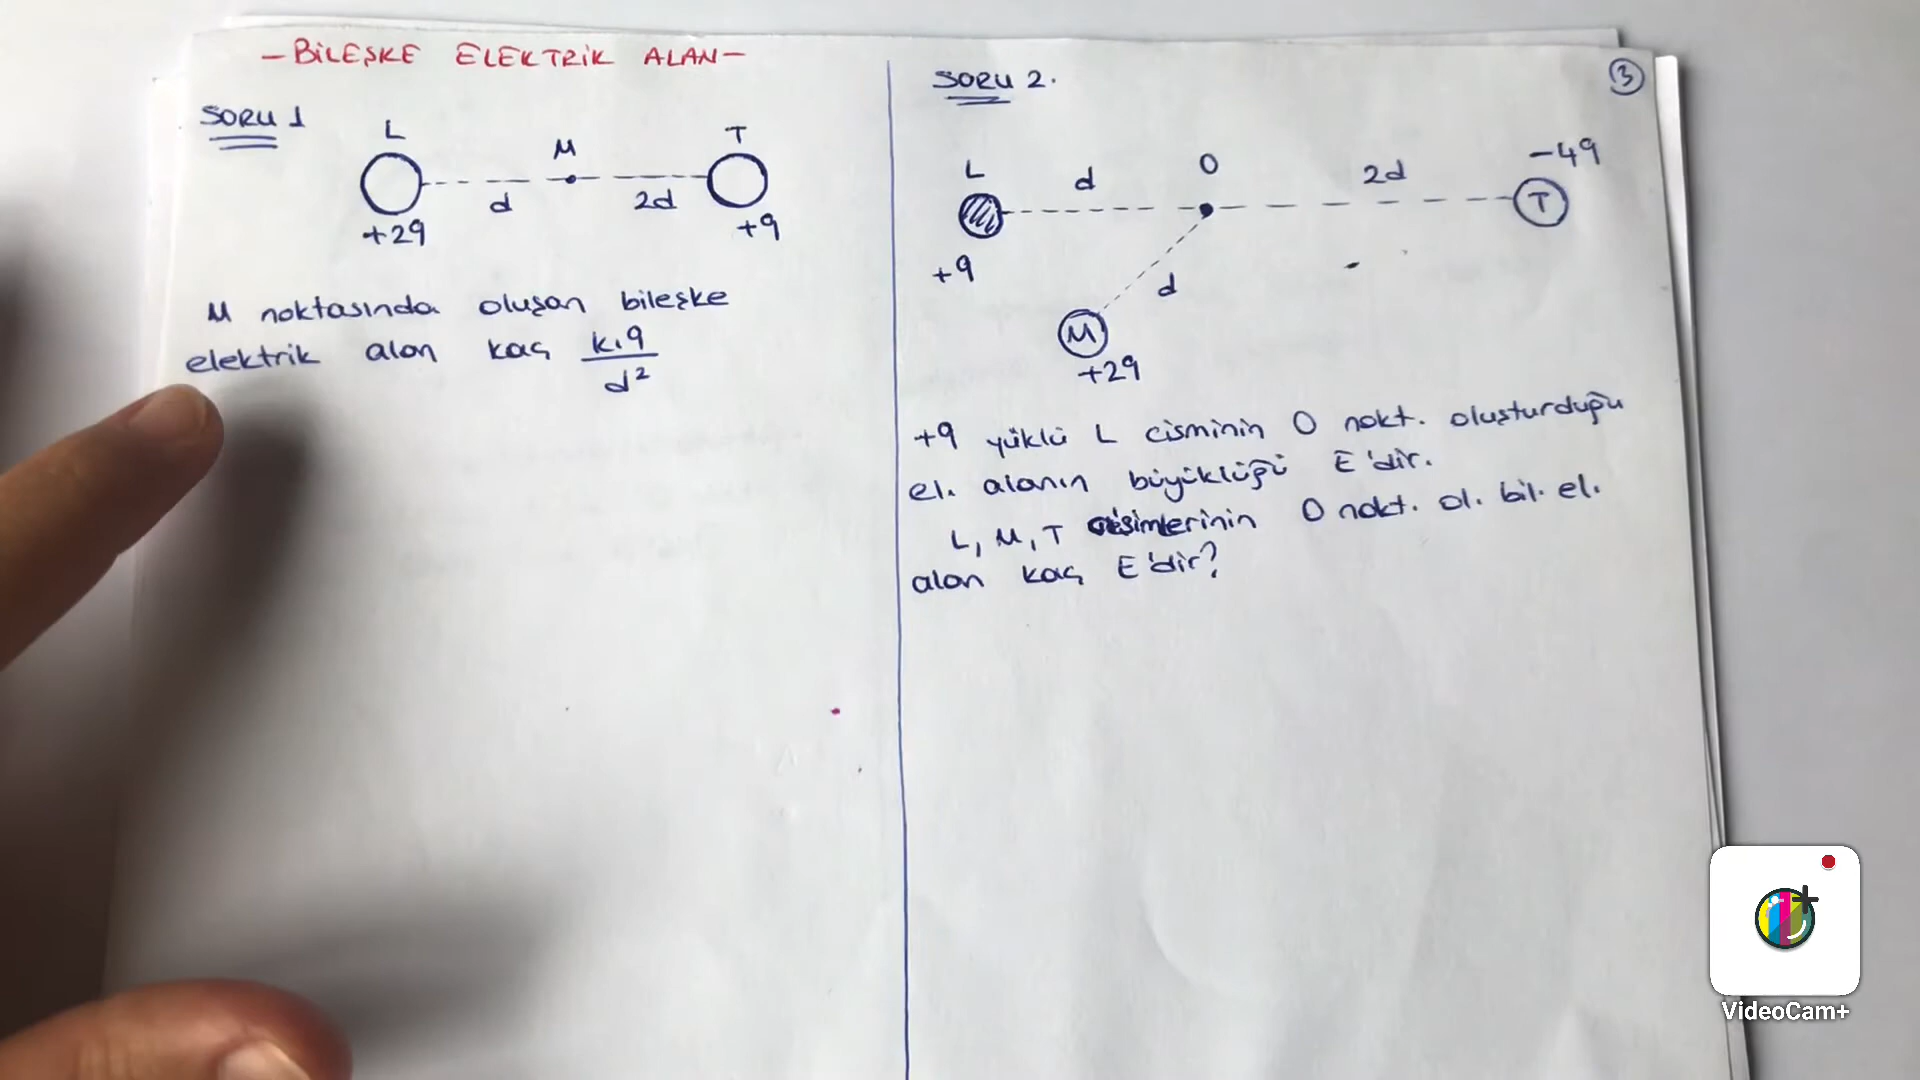 -BİLEŞKE ELEKTRİK ALAN-
SORU 1
L
M
T
d
2d
+2q
+q
M noktasında oluşan bileşke
elektrik alan kaç k.q
d²
SORU 2.
3
L
d
O
2d
-4q
T
+q
d
M
+2q
+q yüklü L cisminin O nokt. oluşturduğu
el. alanın büyüklüğü E'dir.
L, M, T cisimlerinin O nokt. ol. bil. el.
alan kaç E'dir?
VideoCam+